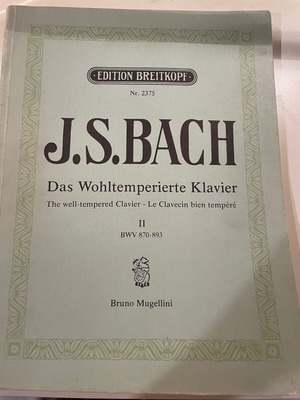 EDITION BREITKOPF
Nr. 2375
J.S.BACH
Das Wohltemperierte Klavier
The well-tempered Clavier - Le Clavecin bien tempéré
II
BWV 870-893
Bruno Mugellini